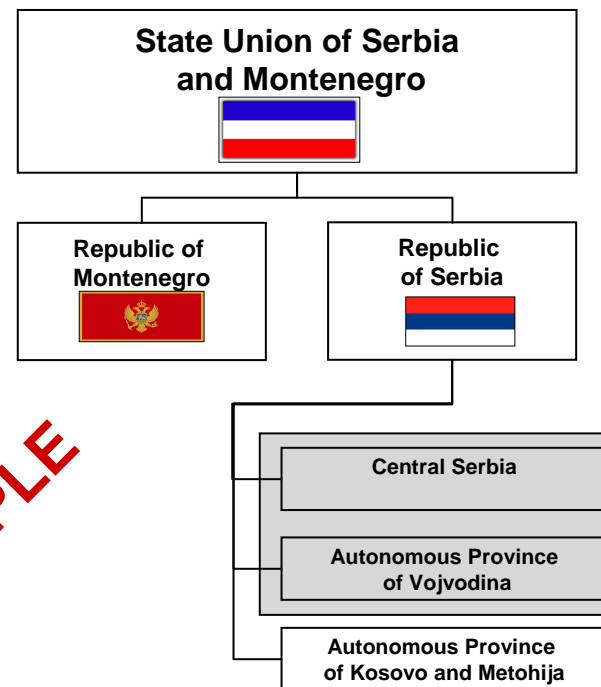 State Union of Serbia
and Montenegro
Republic of
Montenegro
Republic
of Serbia
Central Serbia
Autonomous Province
of Vojvodina
Autonomous Province
of Kosovo and Metohija
PLE